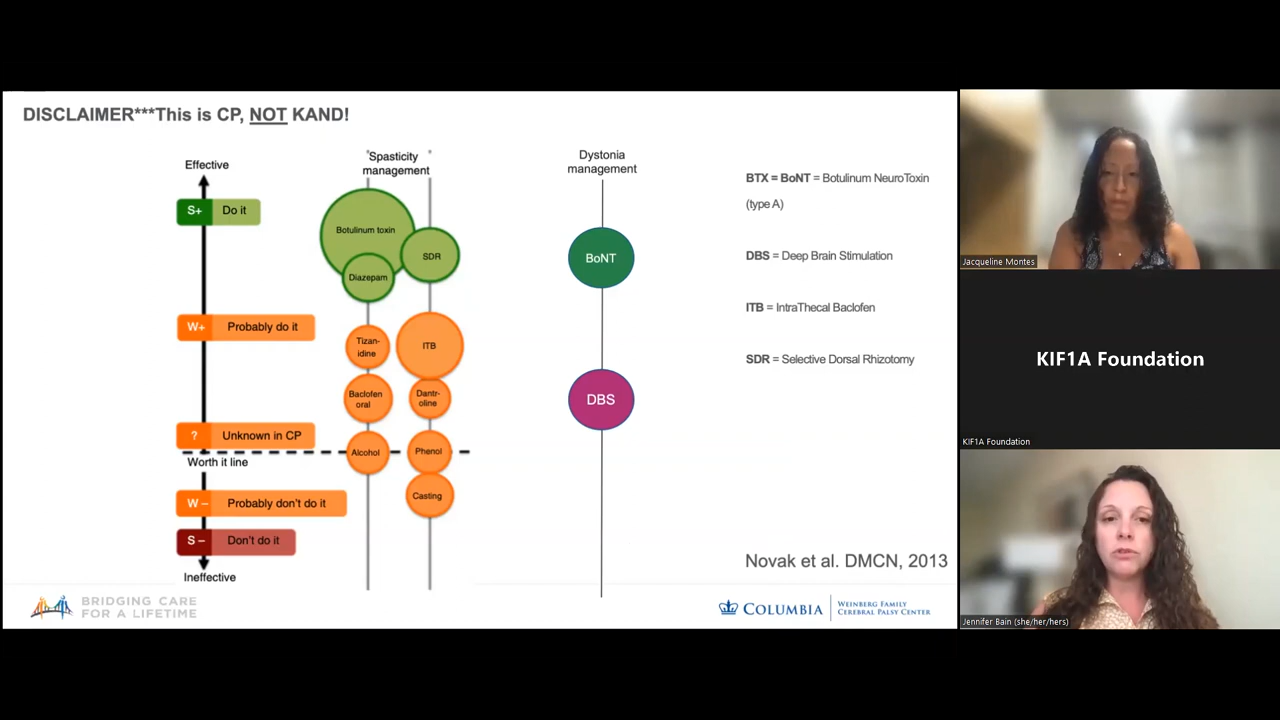 DISCLAIMER***This is CP, NOT KAND!
Effective
S+ Do it
W+ Probably do it
? Unknown in CP
Worth it line
W – Probably don't do it
S – Don't do it
Ineffective
Spasticity
management
Botulinum toxin
SDR
Diazepam
Tizan-
idine
ITB
Baclofen
oral
Dantr-
oline
Alcohol
Phenol
Casting
Dystonia
management
BoNT
DBS
BTX = BoNT = Botulinum NeuroToxin
(type A)
DBS = Deep Brain Stimulation
ITB = IntraThecal Baclofen
SDR = Selective Dorsal Rhizotomy
Novak et al. DMCN, 2013
BRIDGING CARE
FOR A LIFETIME
COLUMBIA
WEINBERG FAMILY
CEREBRAL PALSY CENTER
Jacqueline Montes
KIF1A Foundation
KIF1A Foundation
Jennifer Bain (she/her/hers)